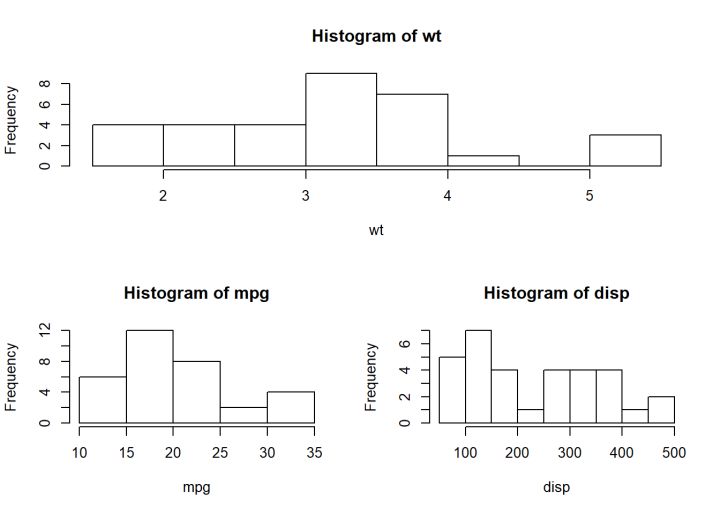 Histogram of wt
Frequency
0 2 4 6 8
2 3 4 5
wt
Histogram of mpg
Frequency
0 4 8 12
10 15 20 25 30 35
mpg
Histogram of disp
Frequency
0 2 4 6
100 200 300 400 500
disp